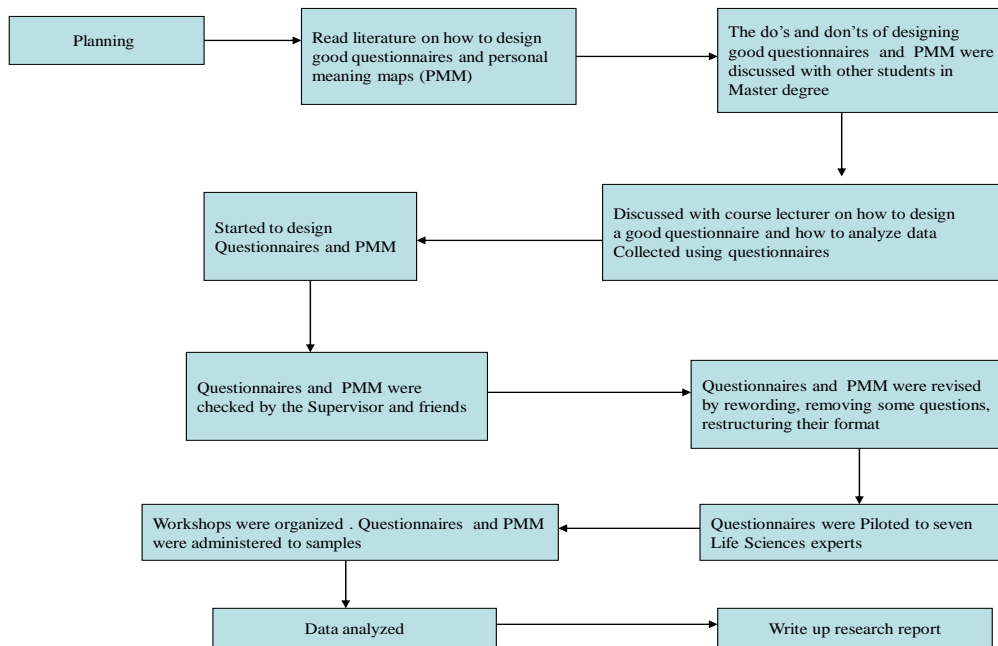 Planning
Read literature on how to design
good questionnaires and personal
meaning maps (PMM)
The do's and don'ts of designing
good questionnaires and PMM were
discussed with other students in
Master degree
Discussed with course lecturer on how to design
a good questionnaire and how to analyze data
Collected using questionnaires
Started to design
Questionnaires and PMM
Questionnaires and PMM were
checked by the Supervisor and friends
Questionnaires and PMM were revised
by rewording, removing some questions,
restructuring their format
Questionnaires were Piloted to seven
Life Sciences experts
Workshops were organized . Questionnaires and PMM
were administered to samples
Data analyzed
Write up research report